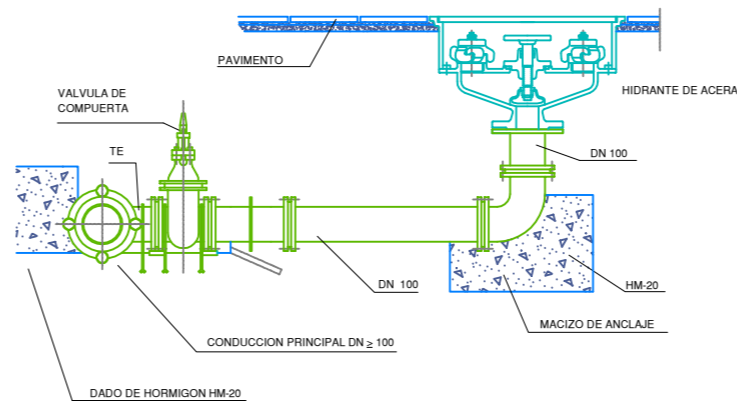 PAVIMENTO
VALVULA DE
COMPUERTA
HIDRANTE DE ACERA
TE
DN 100
DN 100
HM-20
MACIZO DE ANCLAJE
CONDUCCION PRINCIPAL DN ≥ 100
DADO DE HORMIGON HM-20